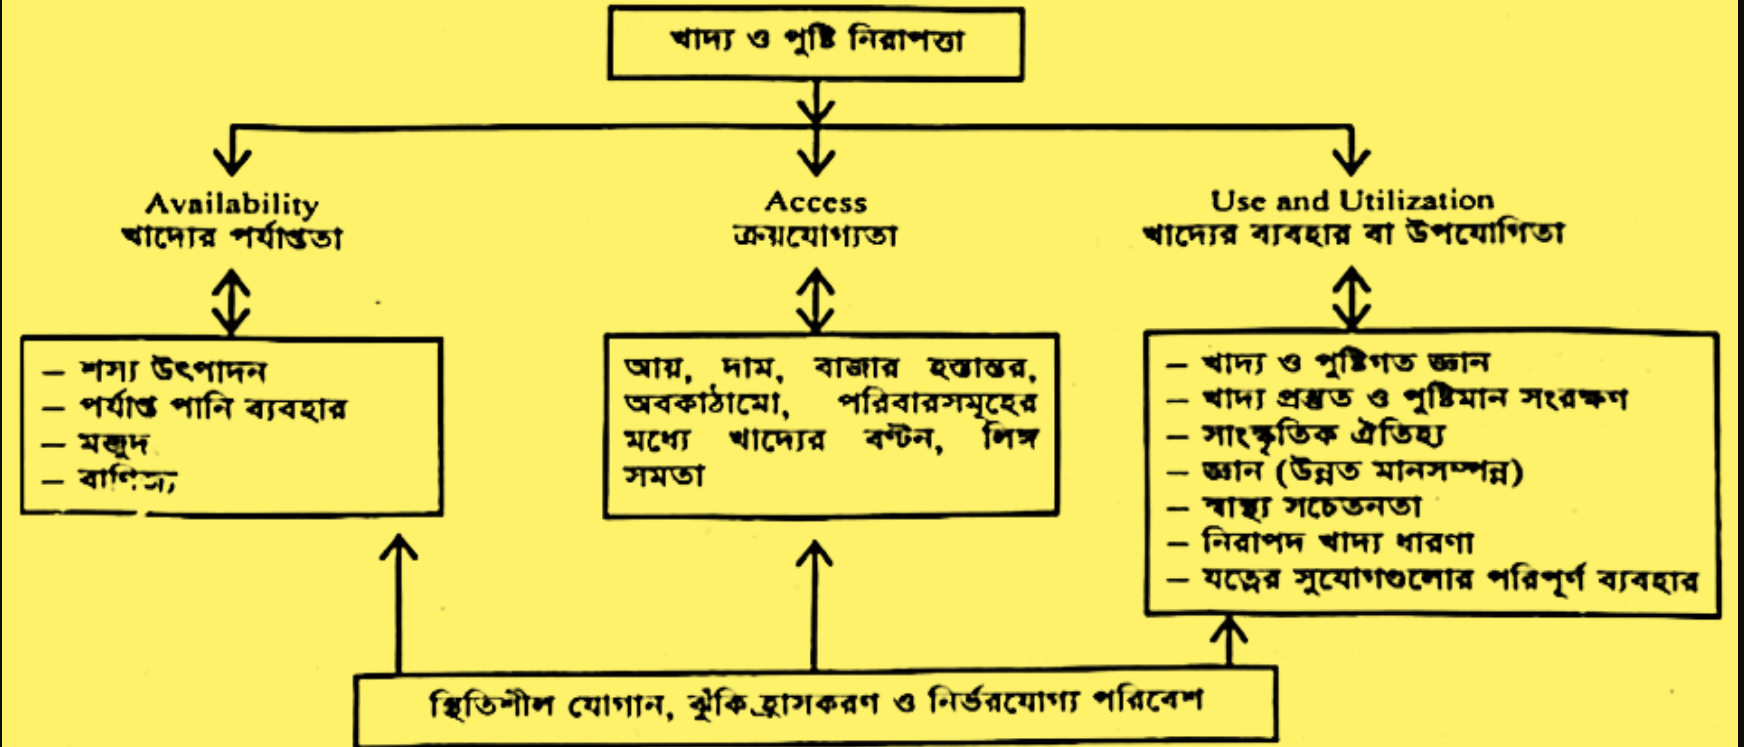 খাদ্য ও পুষ্টি নিরাপত্তা
Availability
খাদ্যের পর্যাপ্ততা
Access
ক্রয়যোগ্যতা
Use and Utilization
খাদ্যের ব্যবহার বা উপযোগিতা
– শস্য উৎপাদন
– পর্যাপ্ত পানি ব্যবহার
– মজুদ
– বাণিজ্য
আয়, দাম, বাজার হস্তান্তর,
অবকাঠামো, পরিবারসমূহের
মধ্যে খাদ্যের বণ্টন, লিঙ্গ
সমতা
– খাদ্য ও পুষ্টিগত জ্ঞান
– খাদ্য প্রস্তুত ও পুষ্টিমান সংরক্ষণ
– সাংস্কৃতিক ঐতিহ্য
– জ্ঞান (উন্নত মানসম্পন্ন)
– স্বাস্থ্য সচেতনতা
– নিরাপদ খাদ্য ধারণা
– যত্নের সুযোগগুলোর পরিপূর্ণ ব্যবহার
স্থিতিশীল যোগান, ঝুঁকি হ্রাসকরণ ও নির্ভরযোগ্য পরিবেশ